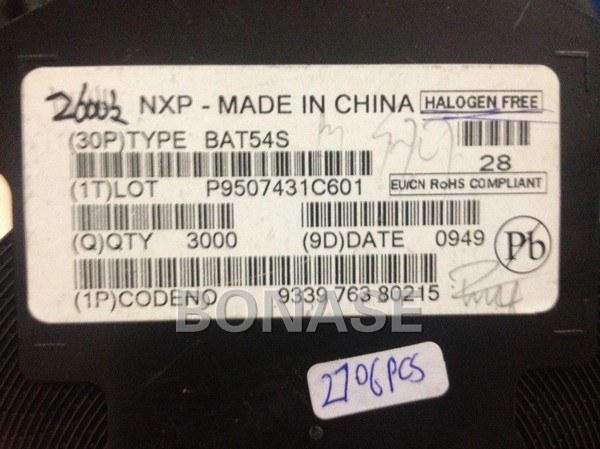 NXP - MADE IN CHINA HALOGEN FREE
(30P)TYPE BAT54S
28
(1T)LOT P9507431C601 EU/CN RoHS COMPLIANT
(Q)QTY 3000 (9D)DATE 0949 Pb
(1P)CODENO 9339 763 80215
BONASE
2706PCS